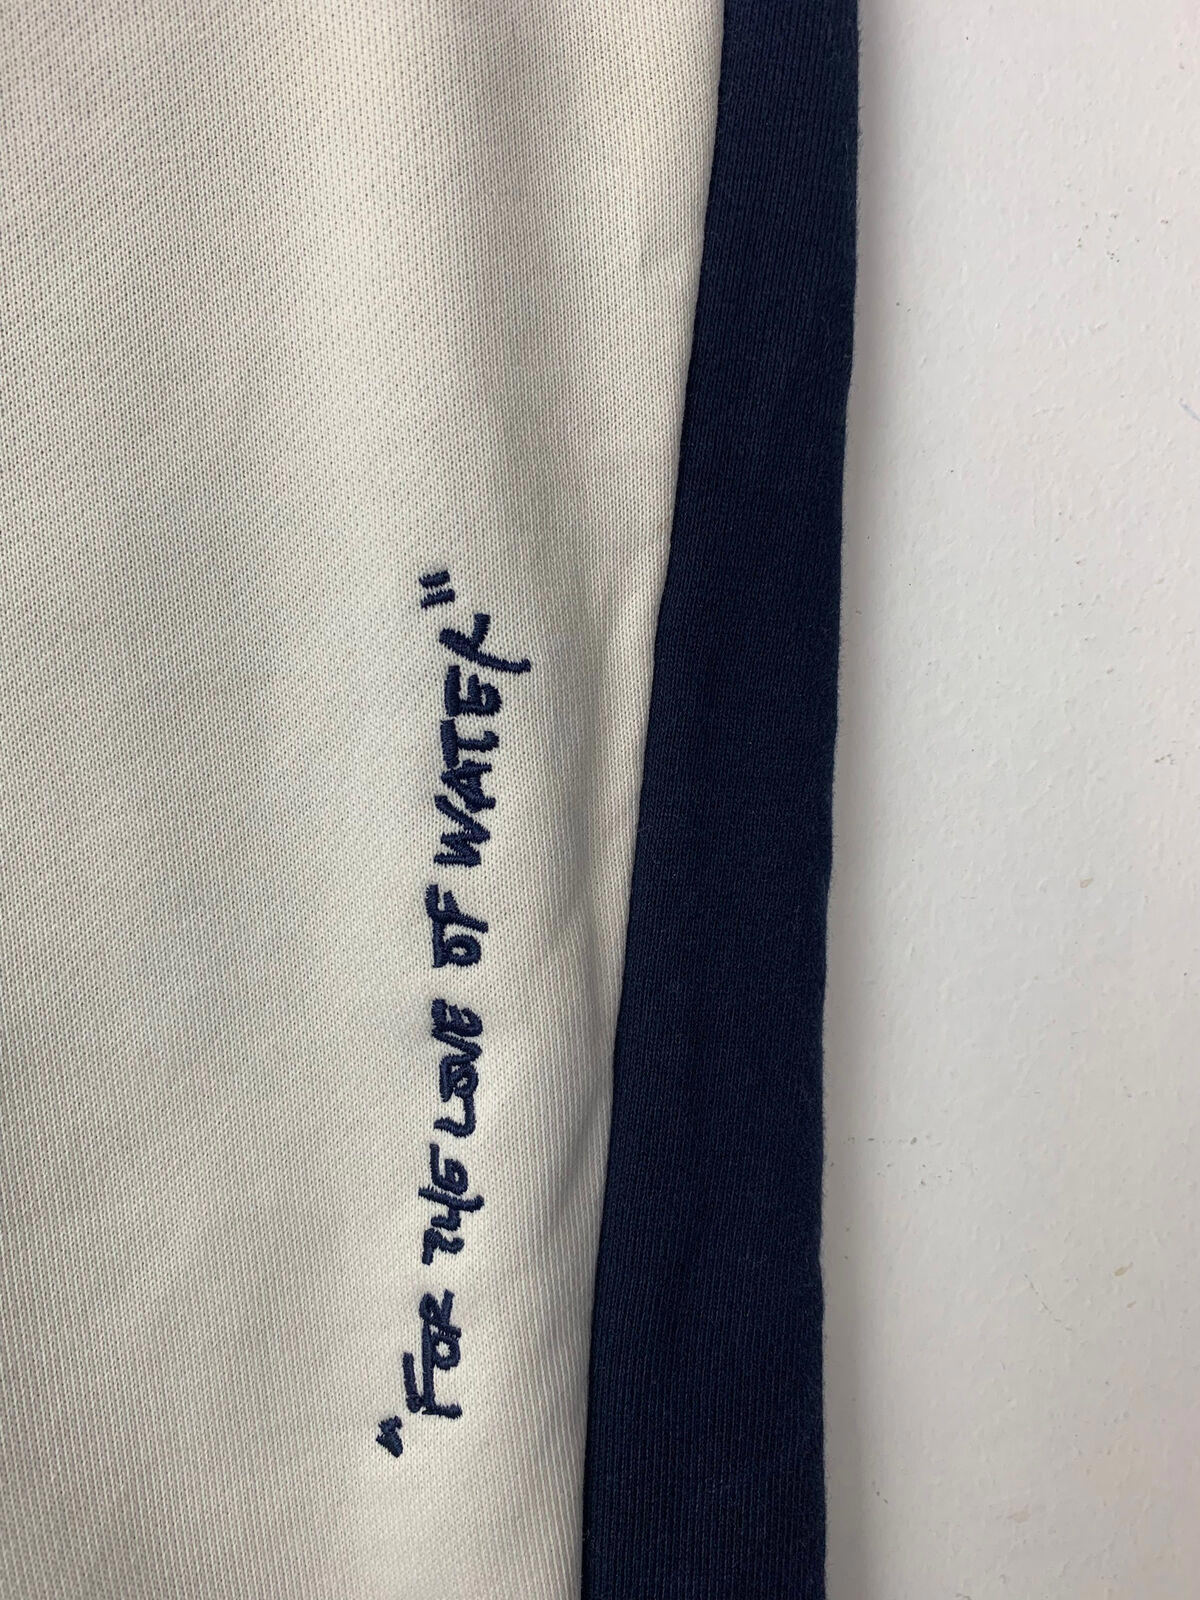 "FOR THE LOVE OF WATER"